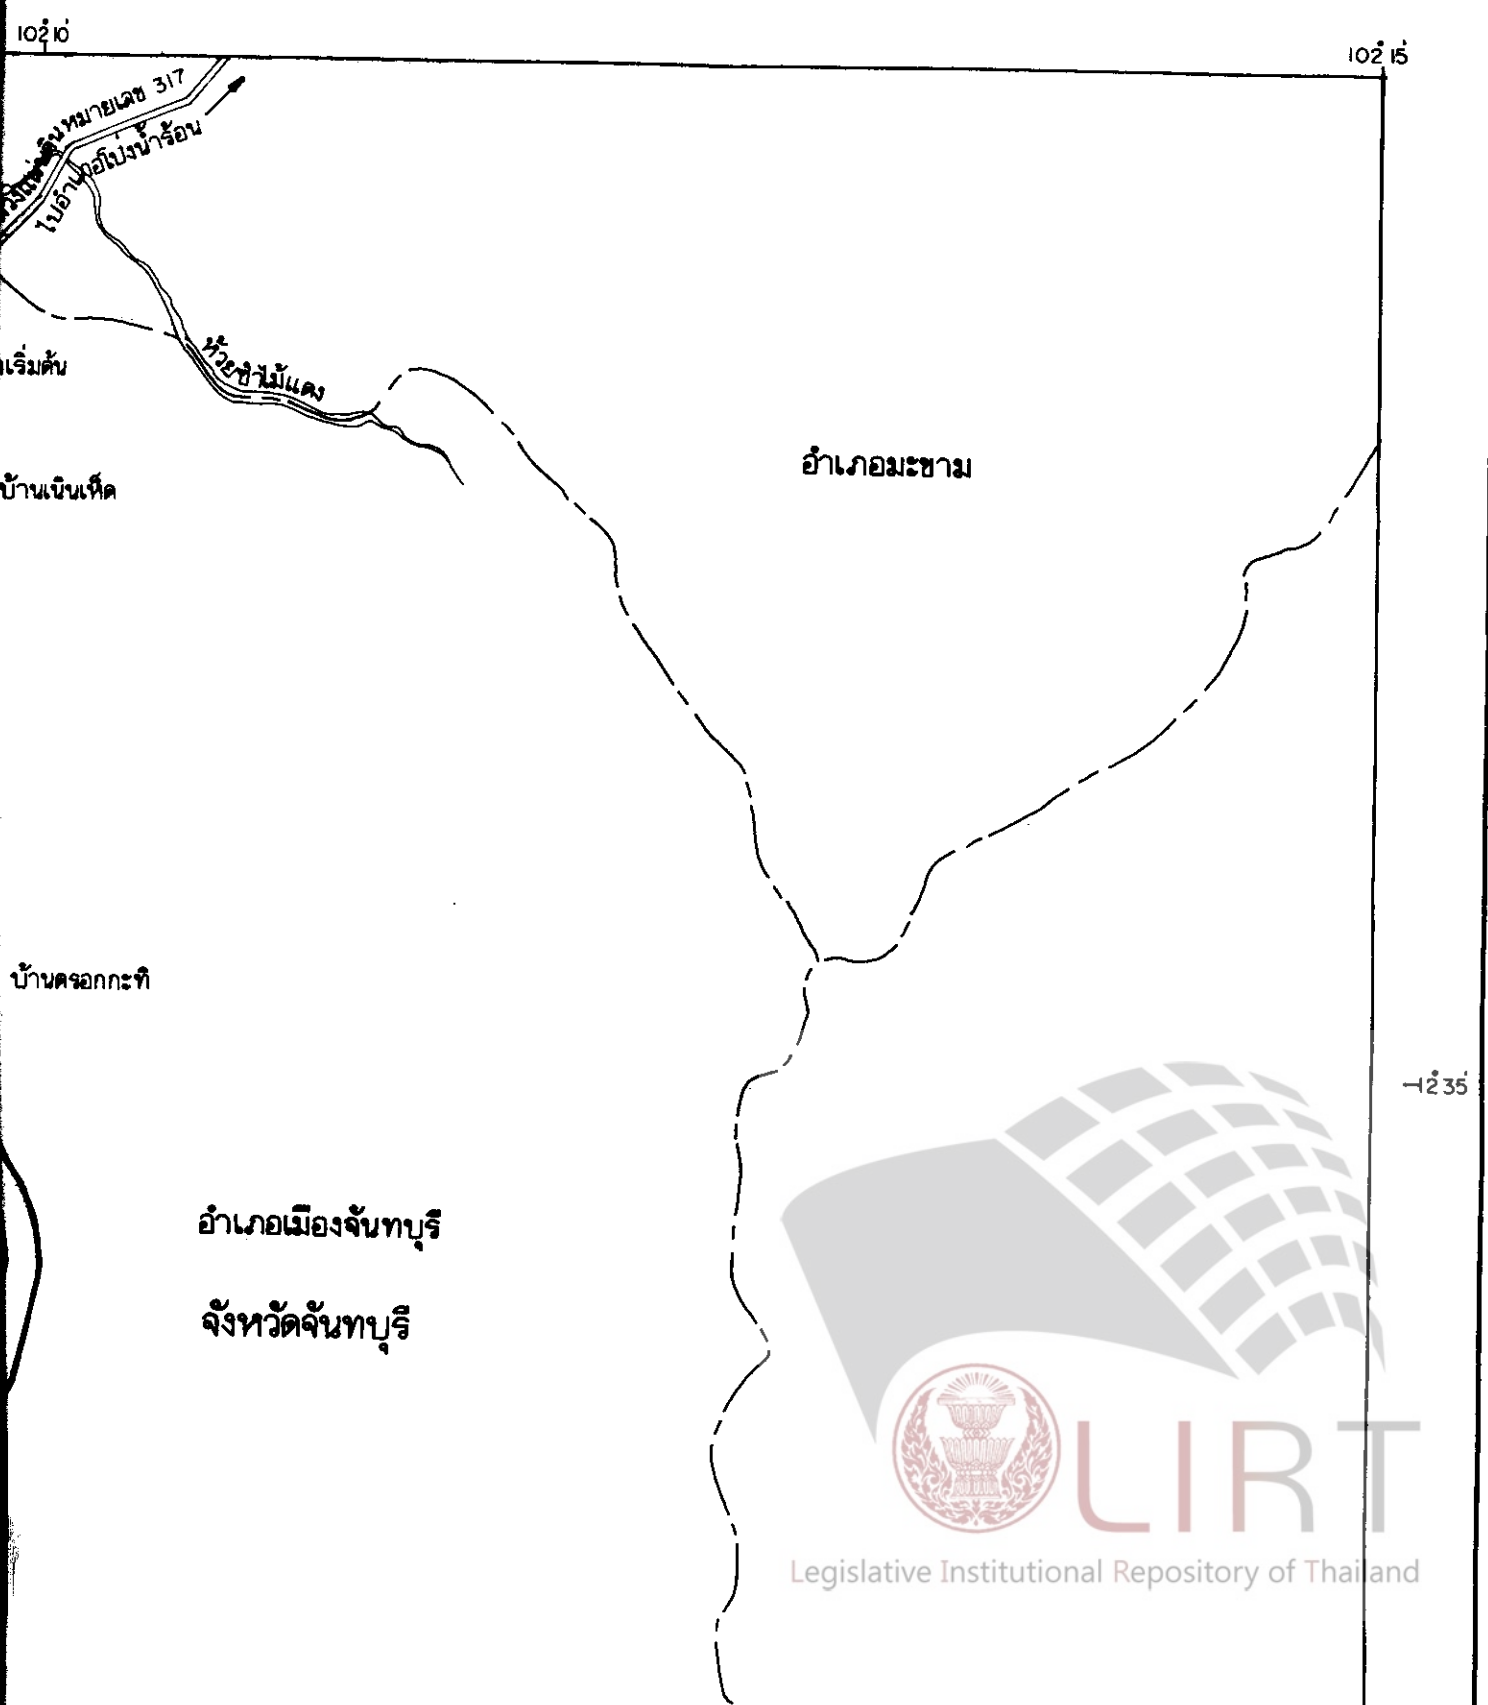 102°10'
102°15'
หมายเลข 317
ไปอำเภอโป่งน้ำร้อน
ห้วยซำไม้แดง
เริ่มต้น
อำเภอมะขาม
บ้านเนินเห็ด
บ้านตรอกกะทิ
12°35'
อำเภอเมืองจันทบุรี
จังหวัดจันทบุรี
LIRT
Legislative Institutional Repository of Thailand